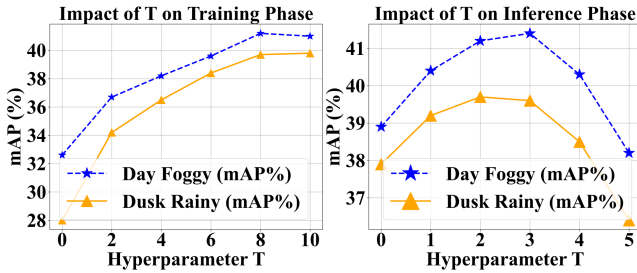 Impact of T on Training Phase
mAP (%)
40
38
36
34
32
30
28
0 2 4 6 8 10
Hyperparameter T
Day Foggy (mAP%)
Dusk Rainy (mAP%)
Impact of T on Inference Phase
mAP (%)
41
40
39
38
37
0 1 2 3 4 5
Hyperparameter T
Day Foggy (mAP%)
Dusk Rainy (mAP%)